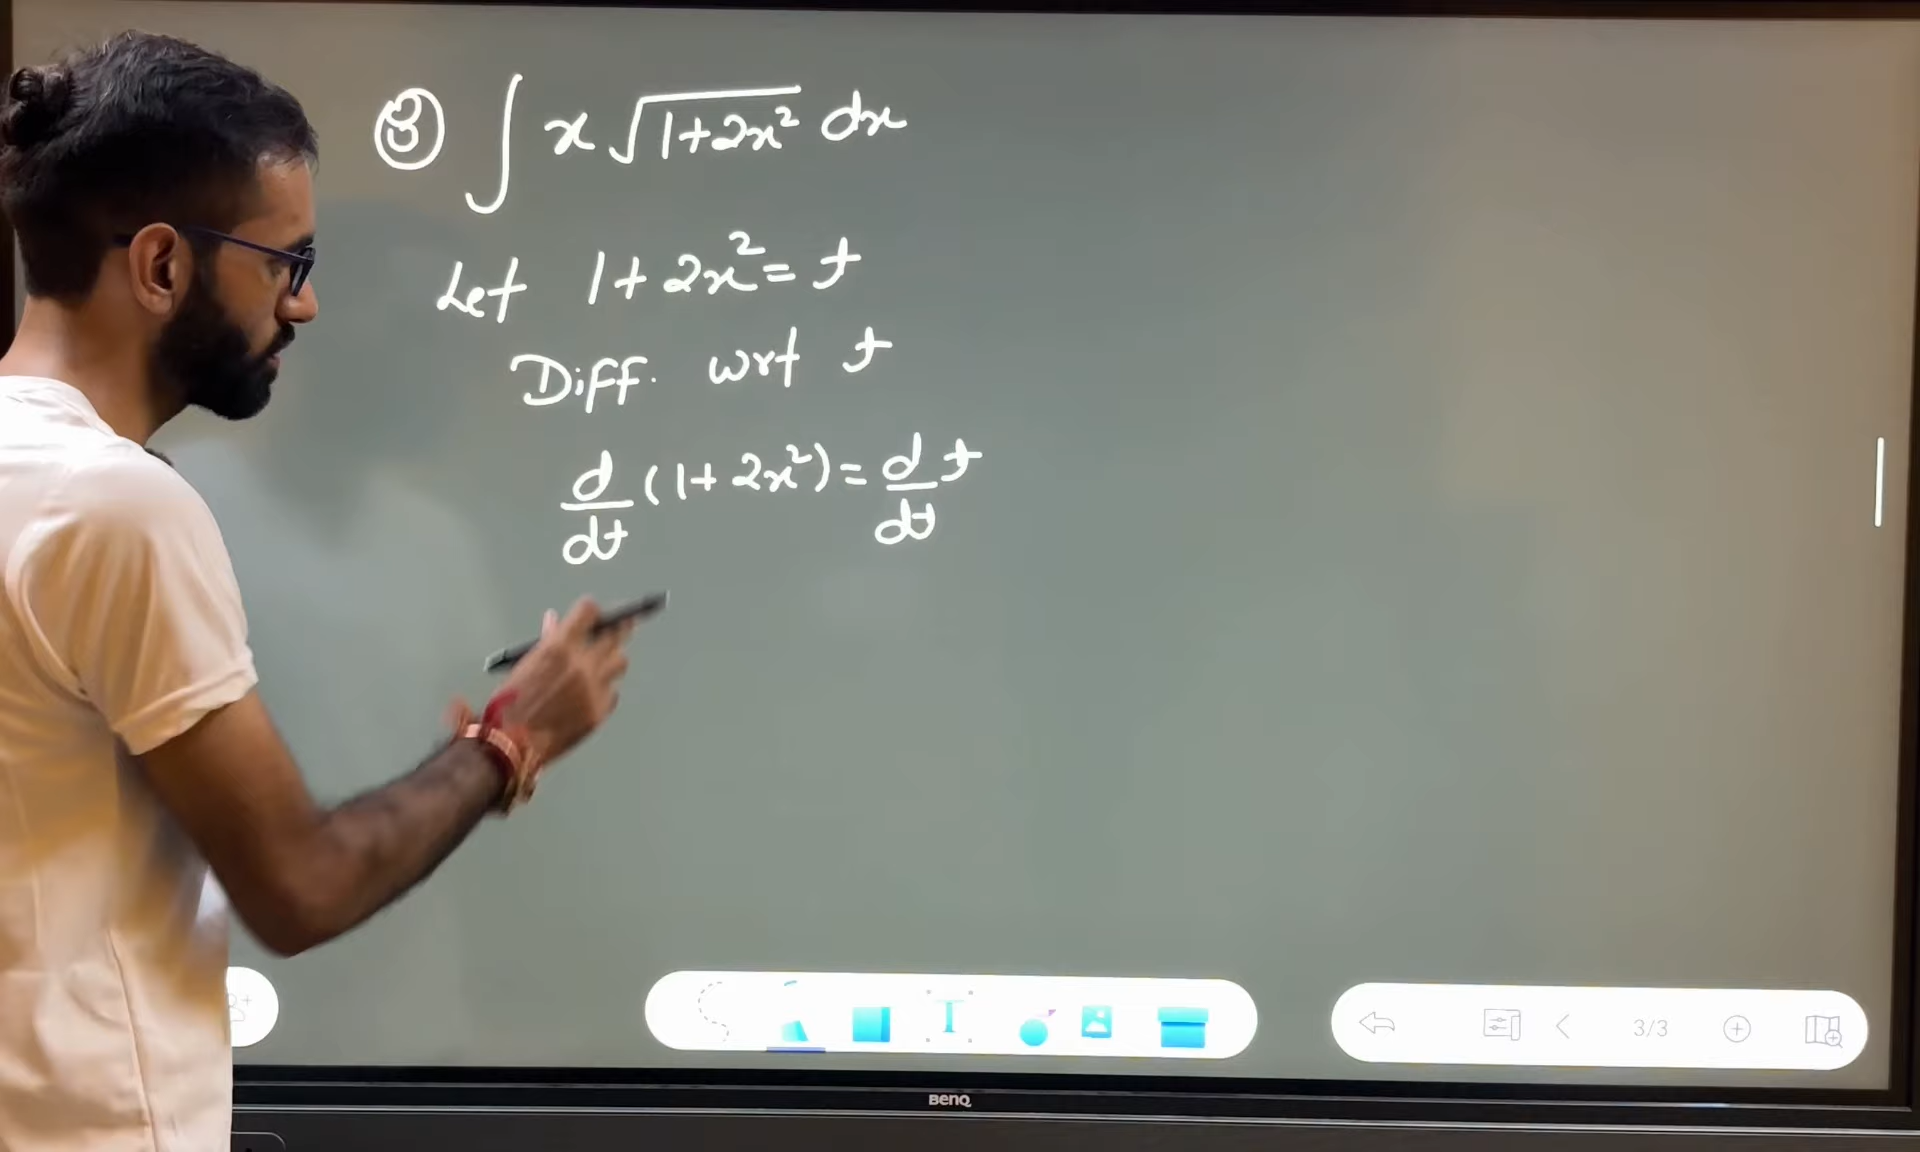 ③ ∫ x √(1+2x²) dx
Let 1+2x² = t
Diff. wrt t
d/dt (1+2x²) = d/dt t
T
3/3
BenQ